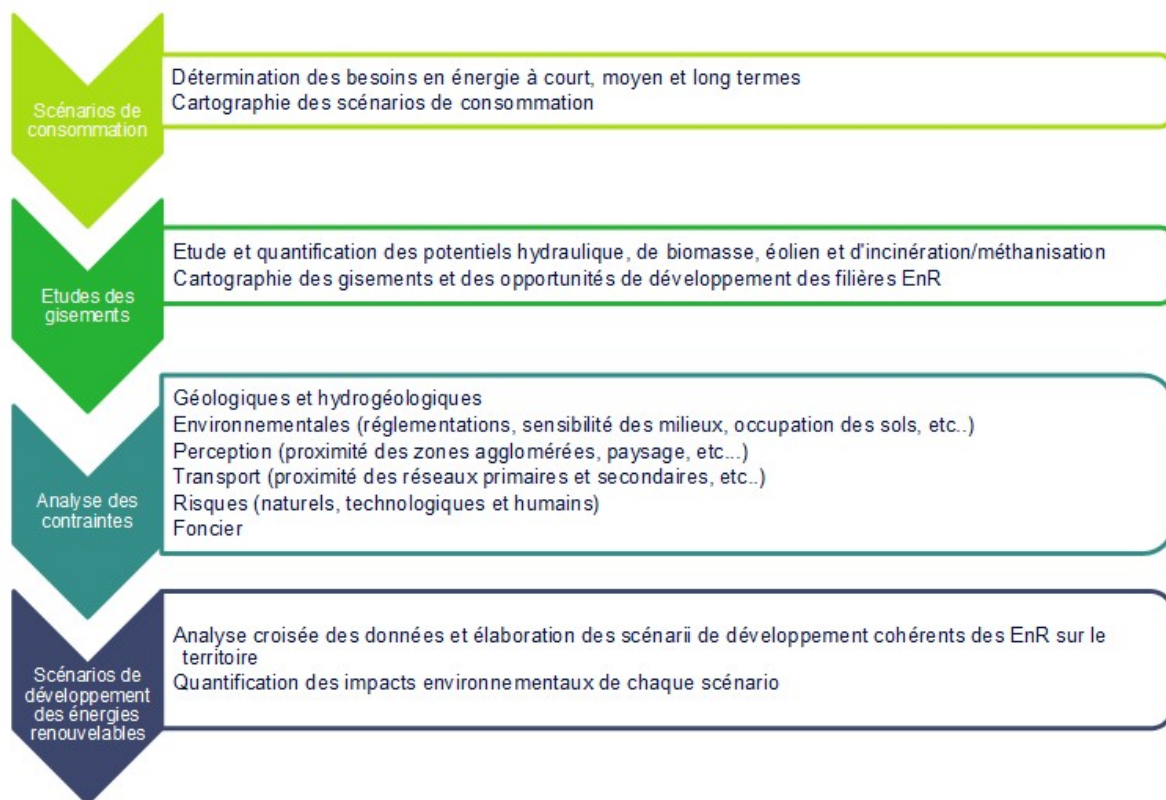 Scénarios de
consommation
Détermination des besoins en énergie à court, moyen et long termes
Cartographie des scénarios de consommation
Etudes des
gisements
Etude et quantification des potentiels hydraulique, de biomasse, éolien et d'incinération/méthanisation
Cartographie des gisements et des opportunités de développement des filières EnR
Analyse des
contraintes
Géologiques et hydrogéologiques
Environnementales (réglementations, sensibilité des milieux, occupation des sols, etc..)
Perception (proximité des zones agglomérées, paysage, etc...)
Transport (proximité des réseaux primaires et secondaires, etc..)
Risques (naturels, technologiques et humains)
Foncier
Scénarios de
développement
des énergies
renouvelables
Analyse croisée des données et élaboration des scénarii de développement cohérents des EnR sur le
territoire
Quantification des impacts environnementaux de chaque scénario